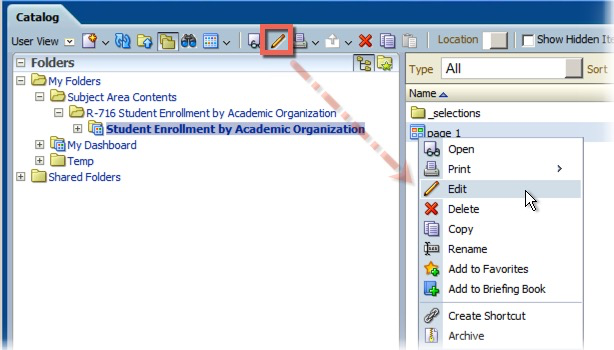 Catalog
User View Location Show Hidden Ite
Folders
My Folders
Subject Area Contents
R-716 Student Enrollment by Academic Organization
Student Enrollment by Academic Organization
My Dashboard
Temp
Shared Folders
Type All Sort
Name
_selections
page 1
Open
Print
Edit
Delete
Copy
Rename
Add to Favorites
Add to Briefing Book
Create Shortcut
Archive